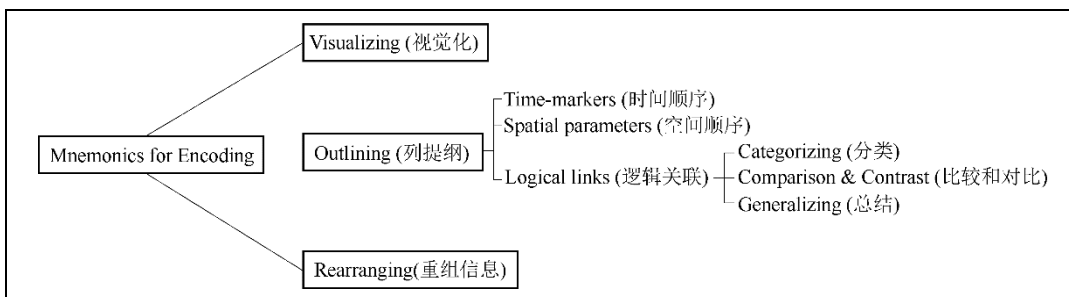 Visualizing (视觉化)
Time-markers (时间顺序)
Spatial parameters (空间顺序)
Mnemonics for Encoding
Outlining (列提纲)
Logical links (逻辑关联)
Categorizing (分类)
Comparison & Contrast (比较和对比)
Generalizing (总结)
Rearranging(重组信息)